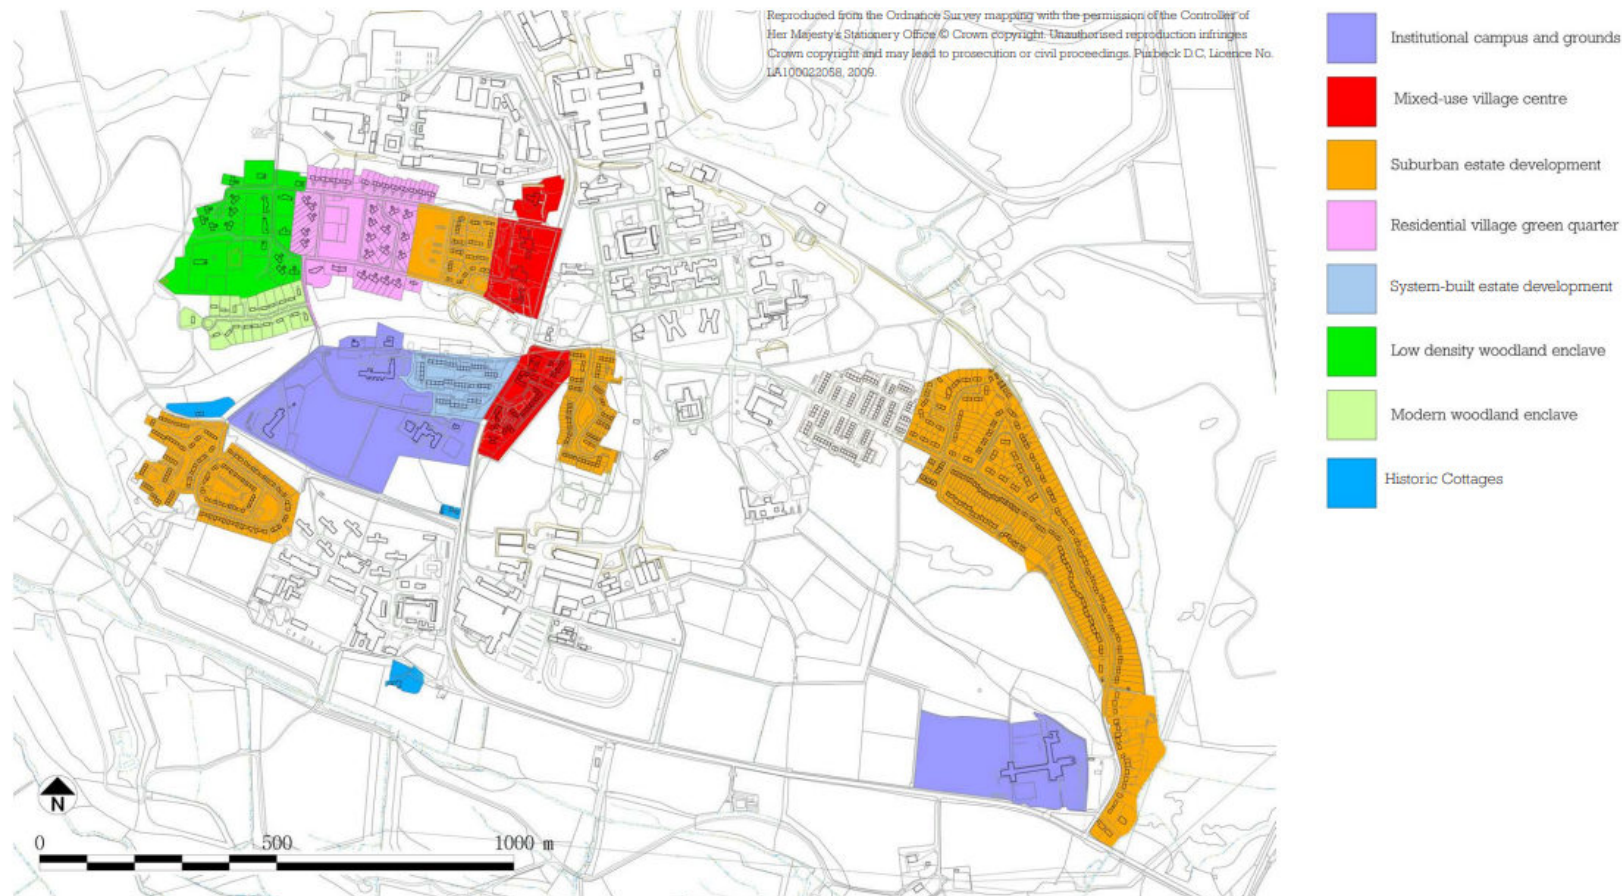 Reproduced from the Ordnance Survey mapping with the permission of the Controller of
Her Majesty's Stationery Office © Crown copyright. Unauthorised reproduction infringes
Crown copyright and may lead to prosecution or civil proceedings. Purbeck D.C, Licence No.
LA100022058, 2009.
Institutional campus and grounds
Mixed-use village centre
Suburban estate development
Residential village green quarter
System-built estate development
Low density woodland enclave
Modern woodland enclave
Historic Cottages
N
0 500 1000 m